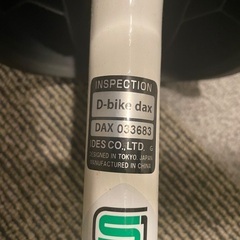 INSPECTION
D-bike dax
DAX 033683
IDES CO.,LTD. G
DESIGNED IN TOKYO JAPAN
MANUFACTURED IN CHINA